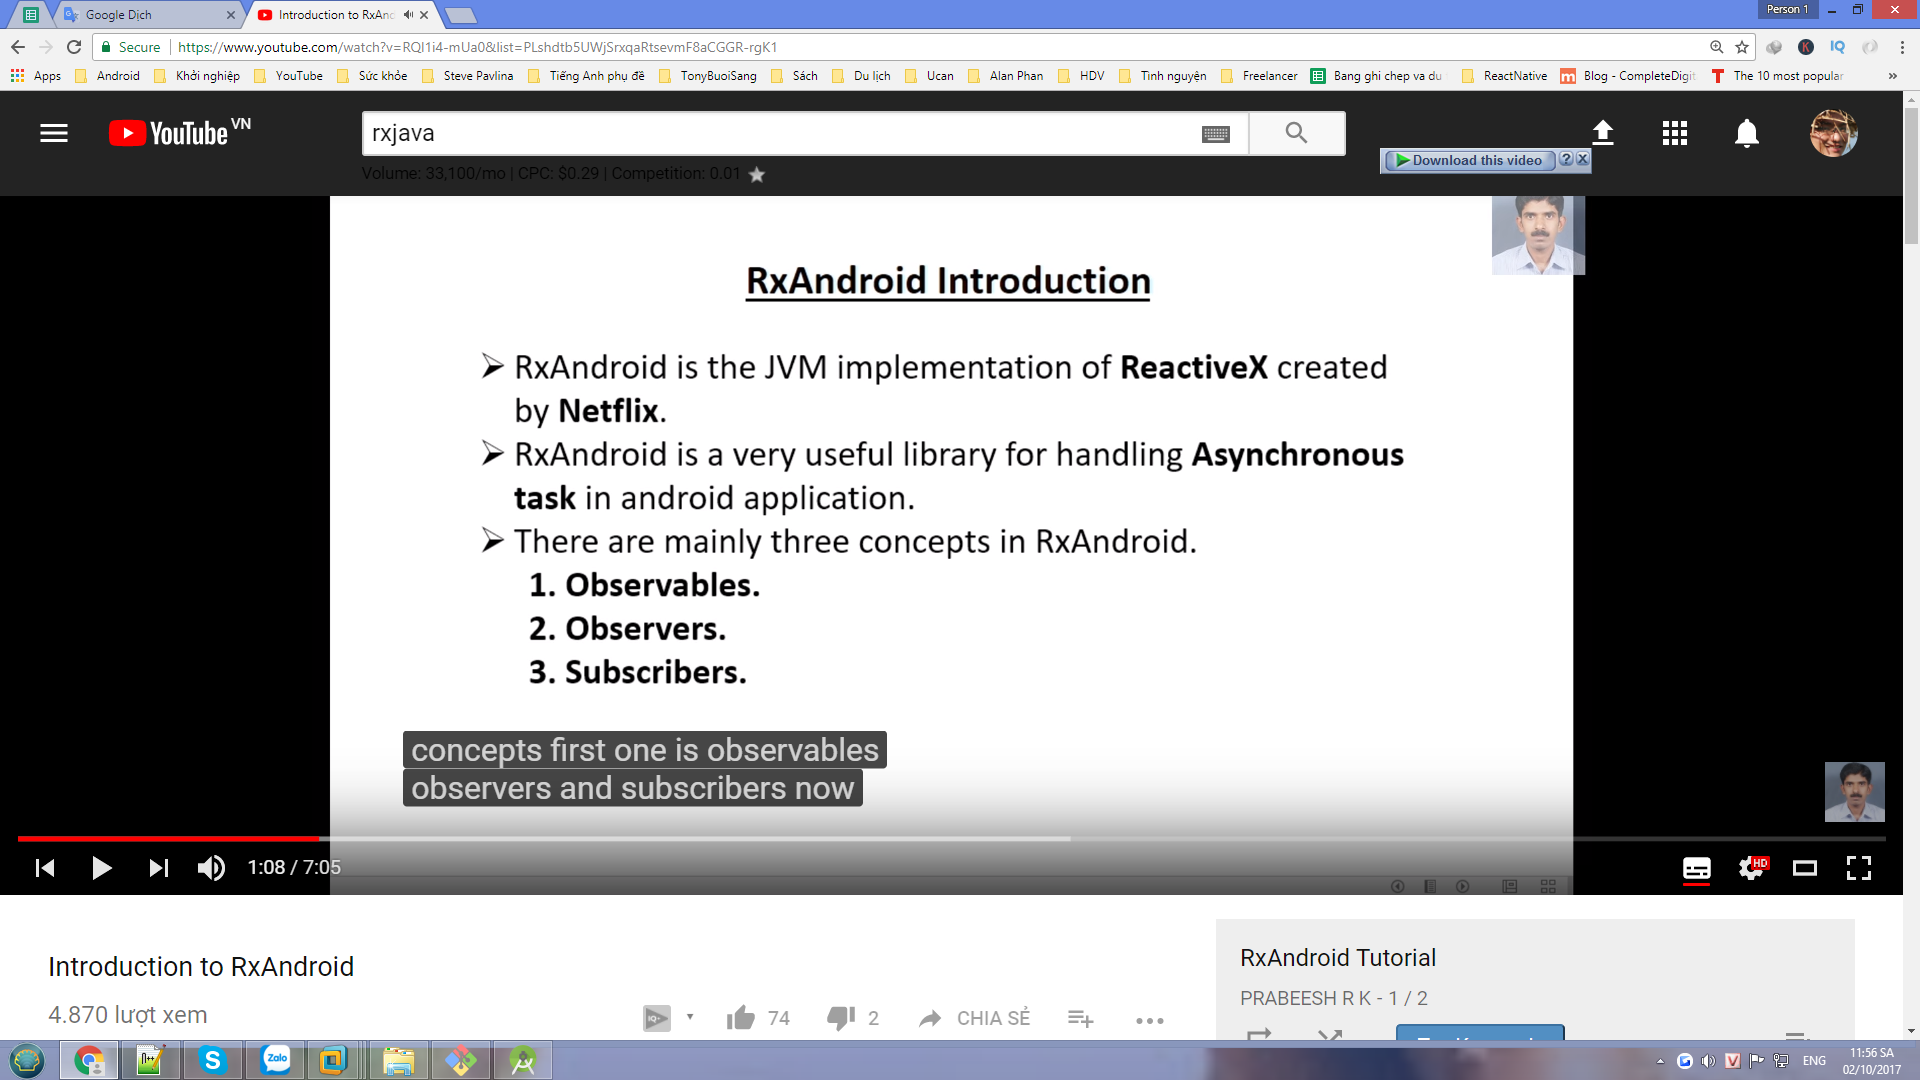 Google Dịch
Introduction to RxAnd
Person 1
Secure
https://www.youtube.com/watch?v=RQI1i4-mUa0&list=PLshdtb5UWjSrxqaRtsevmF8aCGGR-rgK1
Apps Android Khởi nghiệp YouTube Sức khỏe Steve Pavlina Tiếng Anh phụ đề TonyBuoiSang Sách Du lịch Ucan Alan Phan HDV Tình nguyện Freelancer Bang ghi chep va du ReactNative Blog - CompleteDigit The 10 most popular »
YouTube VN
rxjava
Download this video ?
Volume: 33,100/mo | CPC: $0.29 | Competition: 0.01
RxAndroid Introduction
RxAndroid is the JVM implementation of ReactiveX created
by Netflix.
RxAndroid is a very useful library for handling Asynchronous
task in android application.
There are mainly three concepts in RxAndroid.
1. Observables.
2. Observers.
3. Subscribers.
concepts first one is observables
observers and subscribers now
1:08 / 7:05
HD
Introduction to RxAndroid
4.870 lượt xem
74
2
CHIA SẺ
RxAndroid Tutorial
PRABEESH R K - 1 / 2
Zalo
ENG
11:56 SA
02/10/2017